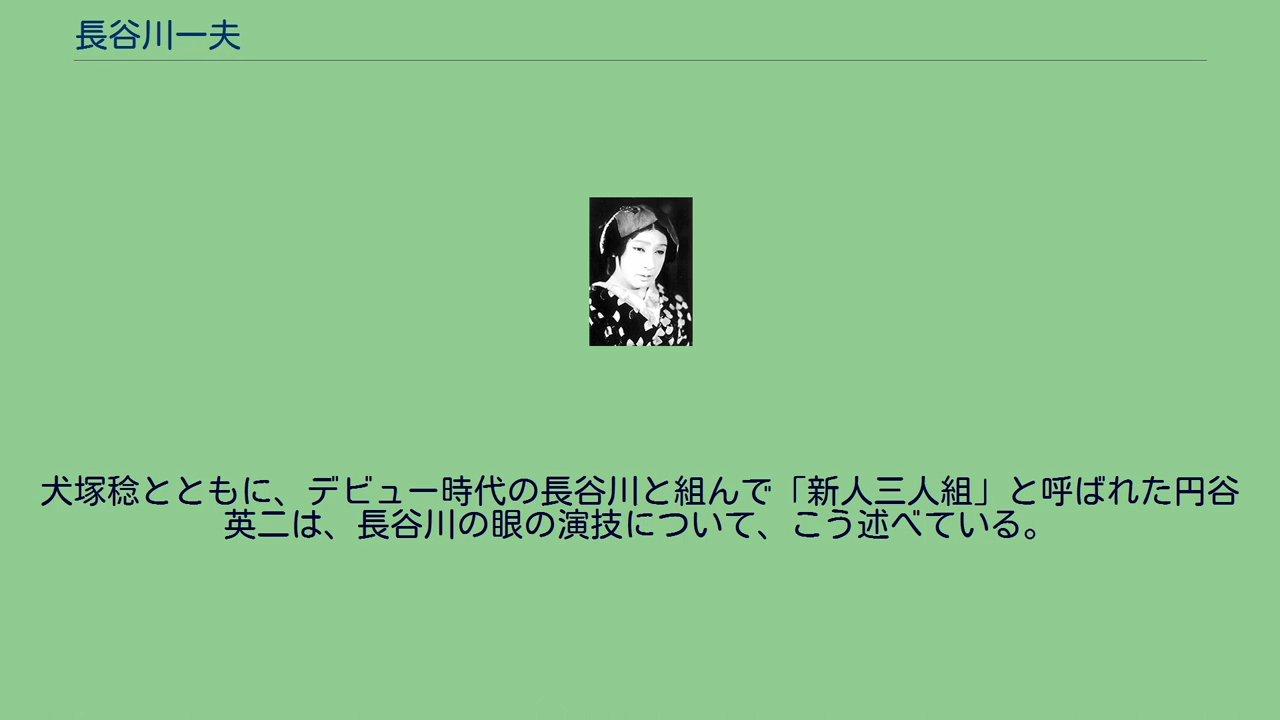 長谷川一夫
犬塚稔とともに、デビュー時代の長谷川と組んで「新人三人組」と呼ばれた円谷
英二は、長谷川の眼の演技について、こう述べている。